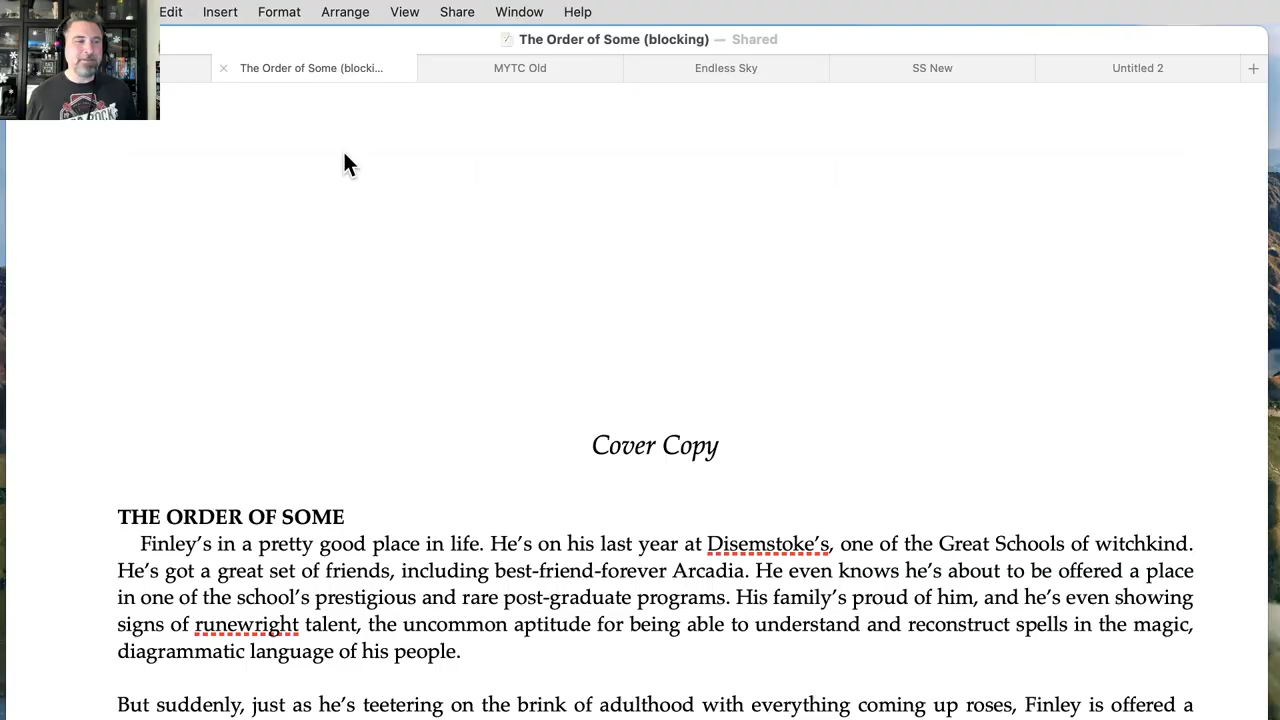 Edit Insert Format Arrange View Share Window Help
The Order of Some (blocking) — Shared
The Order of Some (blocki... MYTC Old Endless Sky SS New Untitled 2
Cover Copy
THE ORDER OF SOME
Finley's in a pretty good place in life. He's on his last year at Disemstoke's, one of the Great Schools of witchkind.
He's got a great set of friends, including best-friend-forever Arcadia. He even knows he's about to be offered a place
in one of the school's prestigious and rare post-graduate programs. His family's proud of him, and he's even showing
signs of runewright talent, the uncommon aptitude for being able to understand and reconstruct spells in the magic,
diagrammatic language of his people.
But suddenly, just as he's teetering on the brink of adulthood with everything coming up roses, Finley is offered a